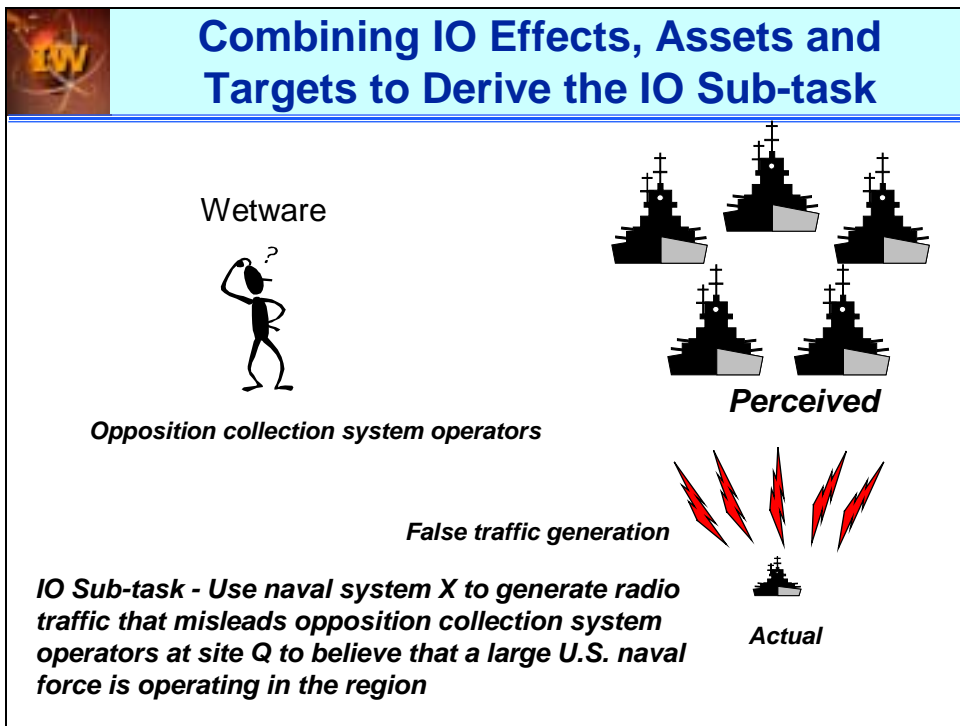 IW
Combining IO Effects, Assets and
Targets to Derive the IO Sub-task
Wetware
?
Opposition collection system operators
Perceived
False traffic generation
IO Sub-task - Use naval system X to generate radio
traffic that misleads opposition collection system
operators at site Q to believe that a large U.S. naval
force is operating in the region
Actual